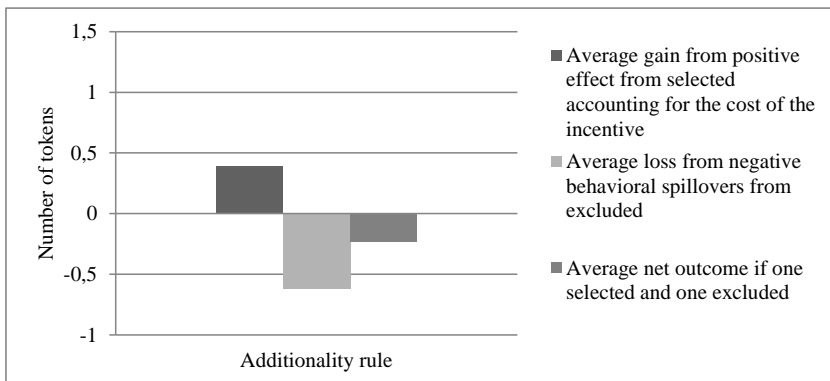 1,5
1
0,5
0
-0,5
-1
Number of tokens
Additionality rule
Average gain from positive
effect from selected
accounting for the cost of the
incentive
Average loss from negative
behavioral spillovers from
excluded
Average net outcome if one
selected and one excluded